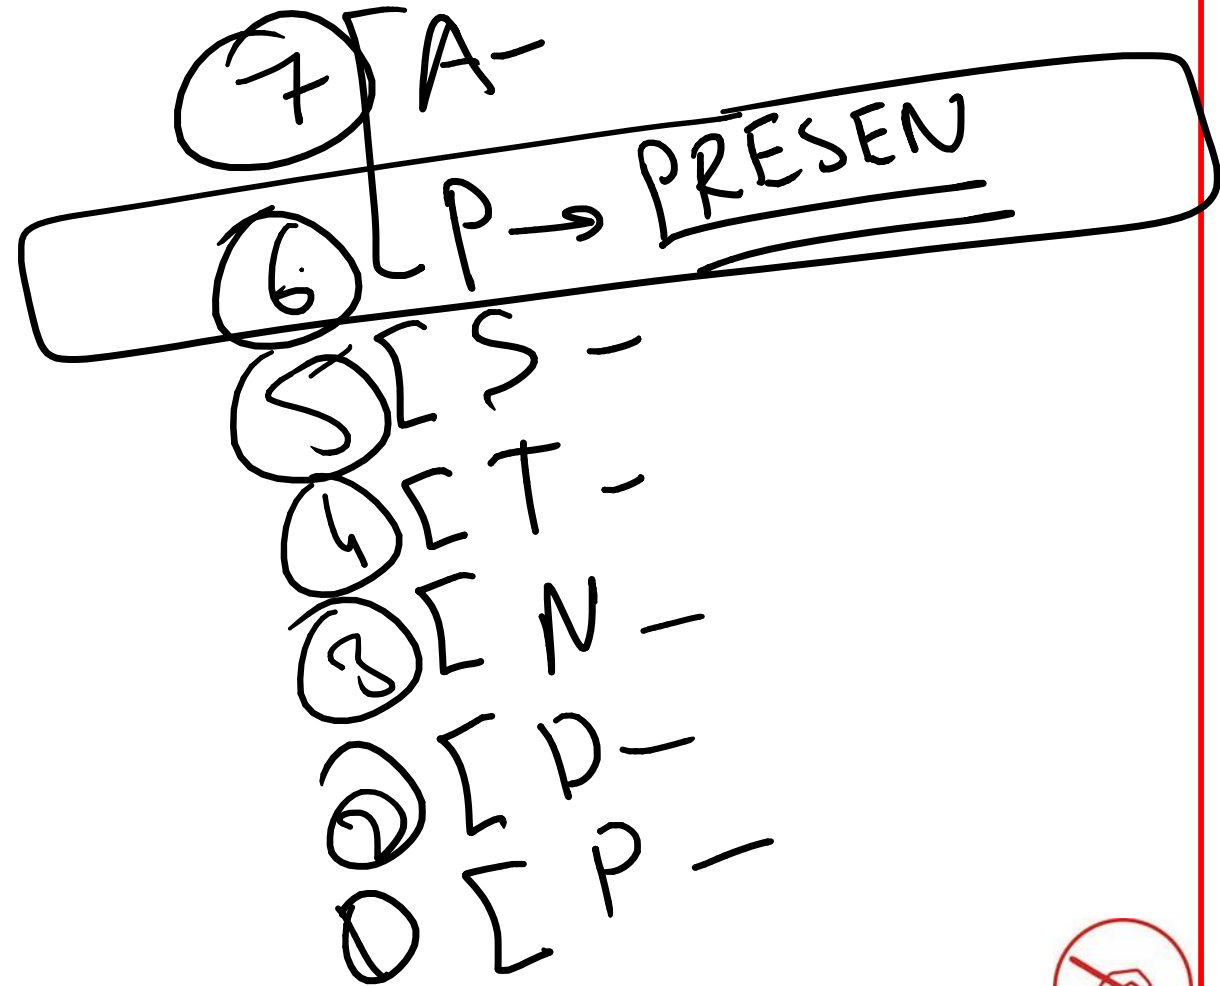 7 [ A -
6 [ P → PRESEN
5 [ S -
4 [ T -
3 [ N -
2 [ D -
1 [ P -